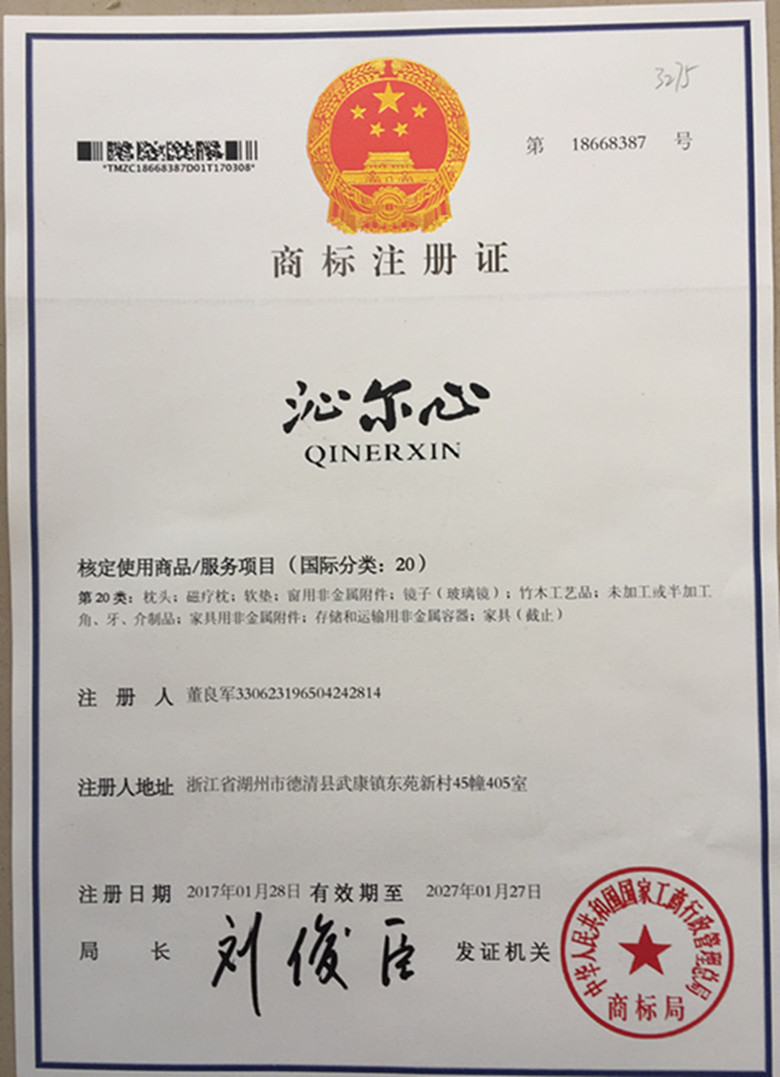 3275
*TMZC18668387D01T170308*
第 18668387 号
商标注册证
沁尔心
QINERXIN
核定使用商品/服务项目（国际分类：20）
第20类：枕头；磁疗枕；软垫；窗用非金属附件；镜子（玻璃镜）；竹木工艺品；未加工或半加工
角、牙、介制品；家具用非金属附件；存储和运输用非金属容器；家具（截止）
注册人 董良军330623196504242814
注册人地址 浙江省湖州市德清县武康镇东苑新村45幢405室
注册日期 2017年01月28日 有效期至 2027年01月27日
局长 刘俊臣 发证机关
中华人民共和国国家工商行政管理总局
商标局